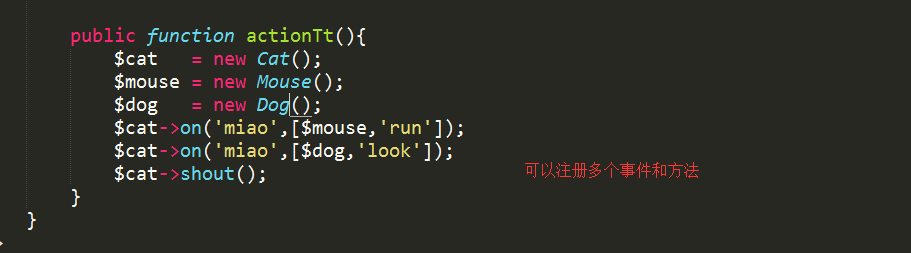 public function actionTt(){
$cat   = new Cat();
$mouse = new Mouse();
$dog   = new Dog();
$cat->on('miao',[$mouse,'run']);
$cat->on('miao',[$dog,'look']);
$cat->shout();
可以注册多个事件和方法
}
}